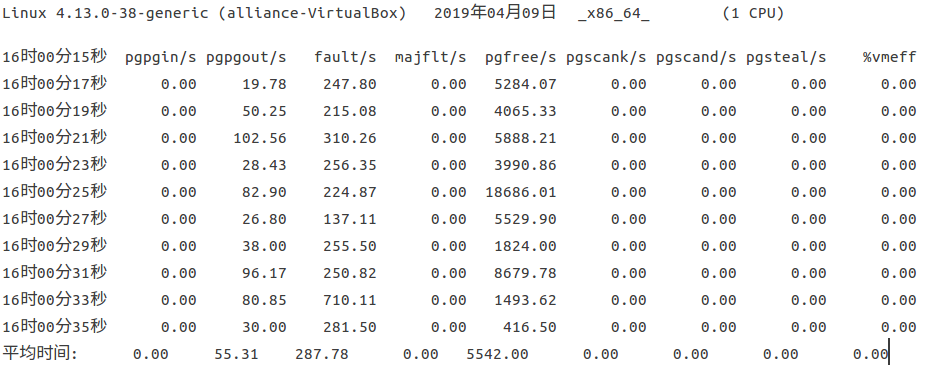 Linux 4.13.0-38-generic (alliance-VirtualBox) 2019年04月09日 _x86_64_ (1 CPU)
16时00分15秒 pgpgin/s pgpgout/s fault/s majflt/s pgfree/s pgscank/s pgscand/s pgsteal/s %vmeff
16时00分17秒 0.00 19.78 247.80 0.00 5284.07 0.00 0.00 0.00 0.00
16时00分19秒 0.00 50.25 215.08 0.00 4065.33 0.00 0.00 0.00 0.00
16时00分21秒 0.00 102.56 310.26 0.00 5888.21 0.00 0.00 0.00 0.00
16时00分23秒 0.00 28.43 256.35 0.00 3990.86 0.00 0.00 0.00 0.00
16时00分25秒 0.00 82.90 224.87 0.00 18686.01 0.00 0.00 0.00 0.00
16时00分27秒 0.00 26.80 137.11 0.00 5529.90 0.00 0.00 0.00 0.00
16时00分29秒 0.00 38.00 255.50 0.00 1824.00 0.00 0.00 0.00 0.00
16时00分31秒 0.00 96.17 250.82 0.00 8679.78 0.00 0.00 0.00 0.00
16时00分33秒 0.00 80.85 710.11 0.00 1493.62 0.00 0.00 0.00 0.00
16时00分35秒 0.00 30.00 281.50 0.00 416.50 0.00 0.00 0.00 0.00
平均时间: 0.00 55.31 287.78 0.00 5542.00 0.00 0.00 0.00 0.00